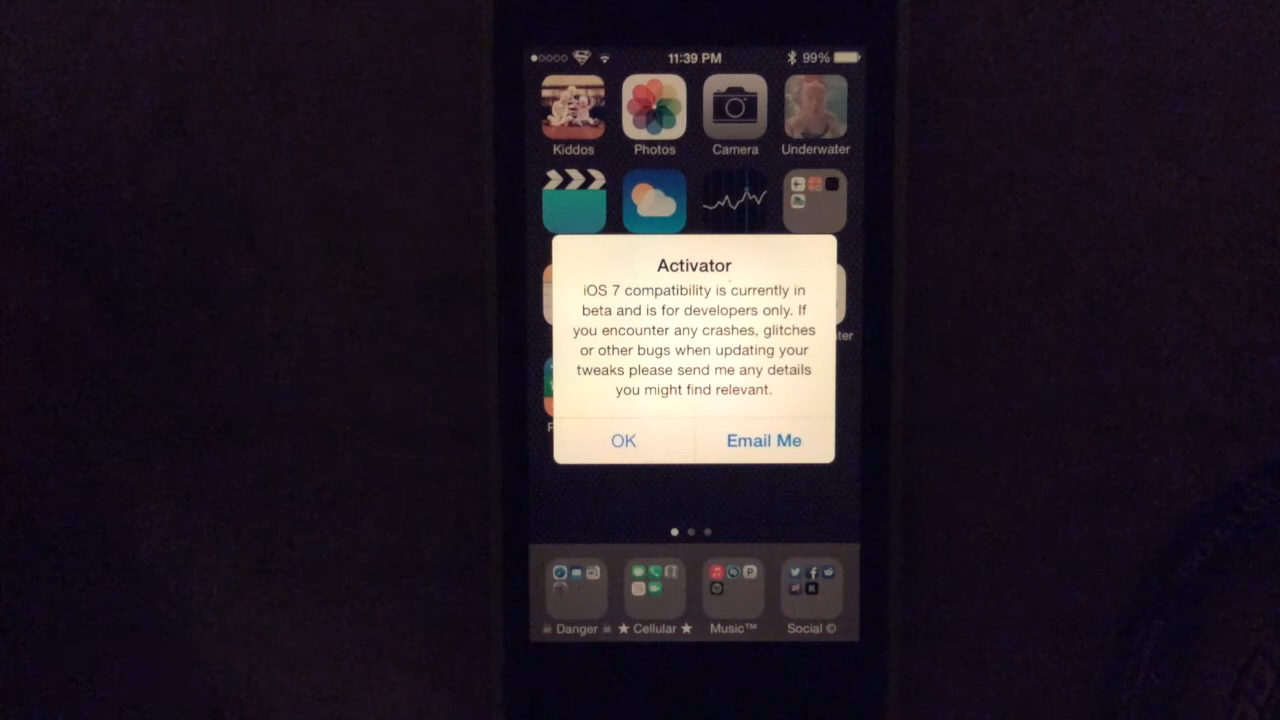 11:39 PM
99%
Kiddos
Photos
Camera
Underwater
Activator
iOS 7 compatibility is currently in
beta and is for developers only. If
you encounter any crashes, glitches
or other bugs when updating your
tweaks please send me any details
you might find relevant.
OK
Email Me
☠ Danger ☠
★ Cellular ★
Music™
Social ©